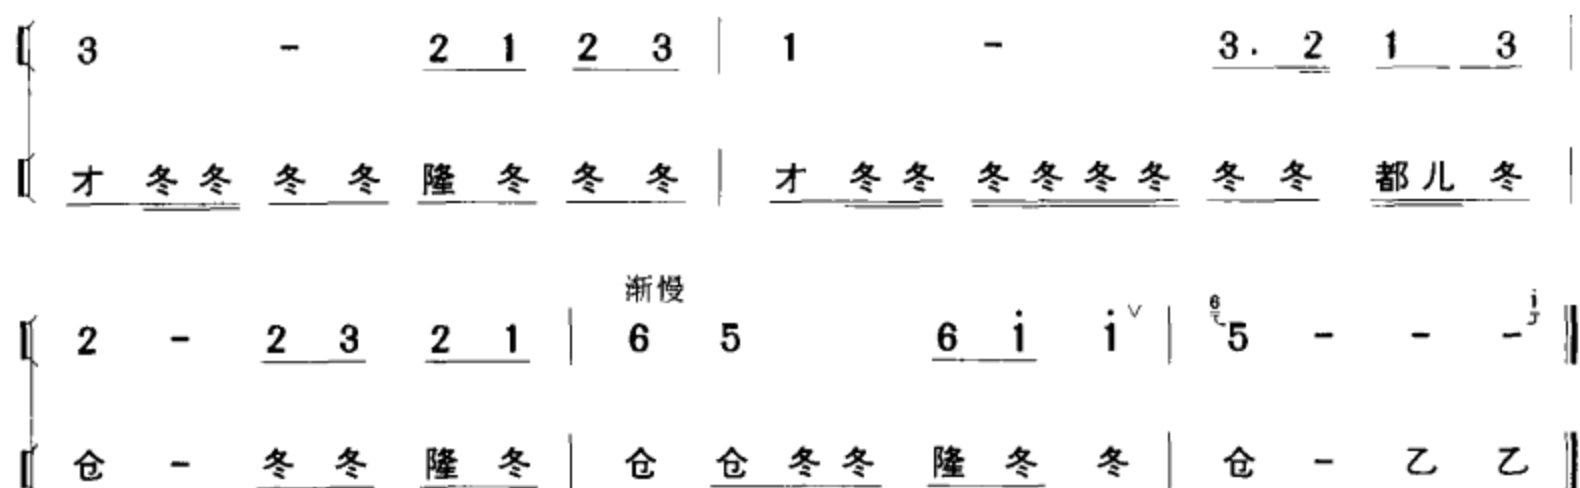 3 - 2 1 2 3 | 1 - 3. 2 1 3 |
才 冬冬 冬 冬 隆 冬 冬 冬 | 才 冬冬 冬冬冬冬 冬 冬 都儿 冬 |
渐慢
2 - 2 3 2 1 | 6 5 6 i i ∨ | 6 5 - - - i
仓 - 冬 冬 隆 冬 | 仓 仓 冬冬 隆 冬 冬 | 仓 - 乙 乙